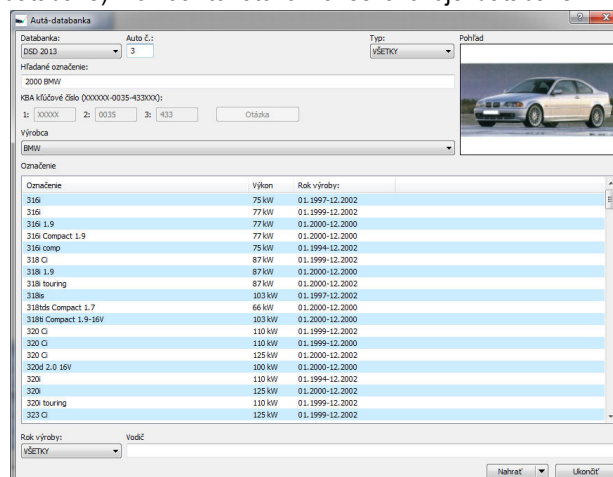 Autá-databanka
Databanka: Auto č.: Typ: Pohľad
DSD 2013 3 VŠETKY
Hľadané označenie:
2000 BMW
KBA kľúčové číslo (XXXXXX-0035-433XXX):
1: XXXXX 2: 0035 3: 433 Otázka
Výrobca
BMW
Označenie
Označenie Výkon Rok výroby:
316i 75 kW 01.1997-12.2002
316i 77 kW 01.1999-12.2002
316i 1.9 77 kW 01.2000-12.2000
316i Compact 1.9 77 kW 01.2000-12.2000
316i comp 75 kW 01.1994-12.2000
318 Ci 87 kW 01.1999-12.2002
318i 1.9 87 kW 01.2000-12.2000
318i touring 87 kW 01.2000-12.2000
318is 103 kW 01.1997-12.2002
318tds Compact 1.7 66 kW 01.2000-12.2000
318ti Compact 1.9-16V 103 kW 01.2000-12.2000
320 Ci 110 kW 01.1999-12.2002
320 Ci 110 kW 01.1999-12.2000
320 Ci 125 kW 01.2000-12.2002
320d 2.0 16V 100 kW 01.2000-12.2000
320i 110 kW 01.1994-12.2002
320i 125 kW 01.2000-12.2002
320i touring 110 kW 01.1999-12.2002
323 Ci 125 kW 01.1999-12.2002
Rok výroby: Vodič
VŠETKY
Nahrať Ukončiť